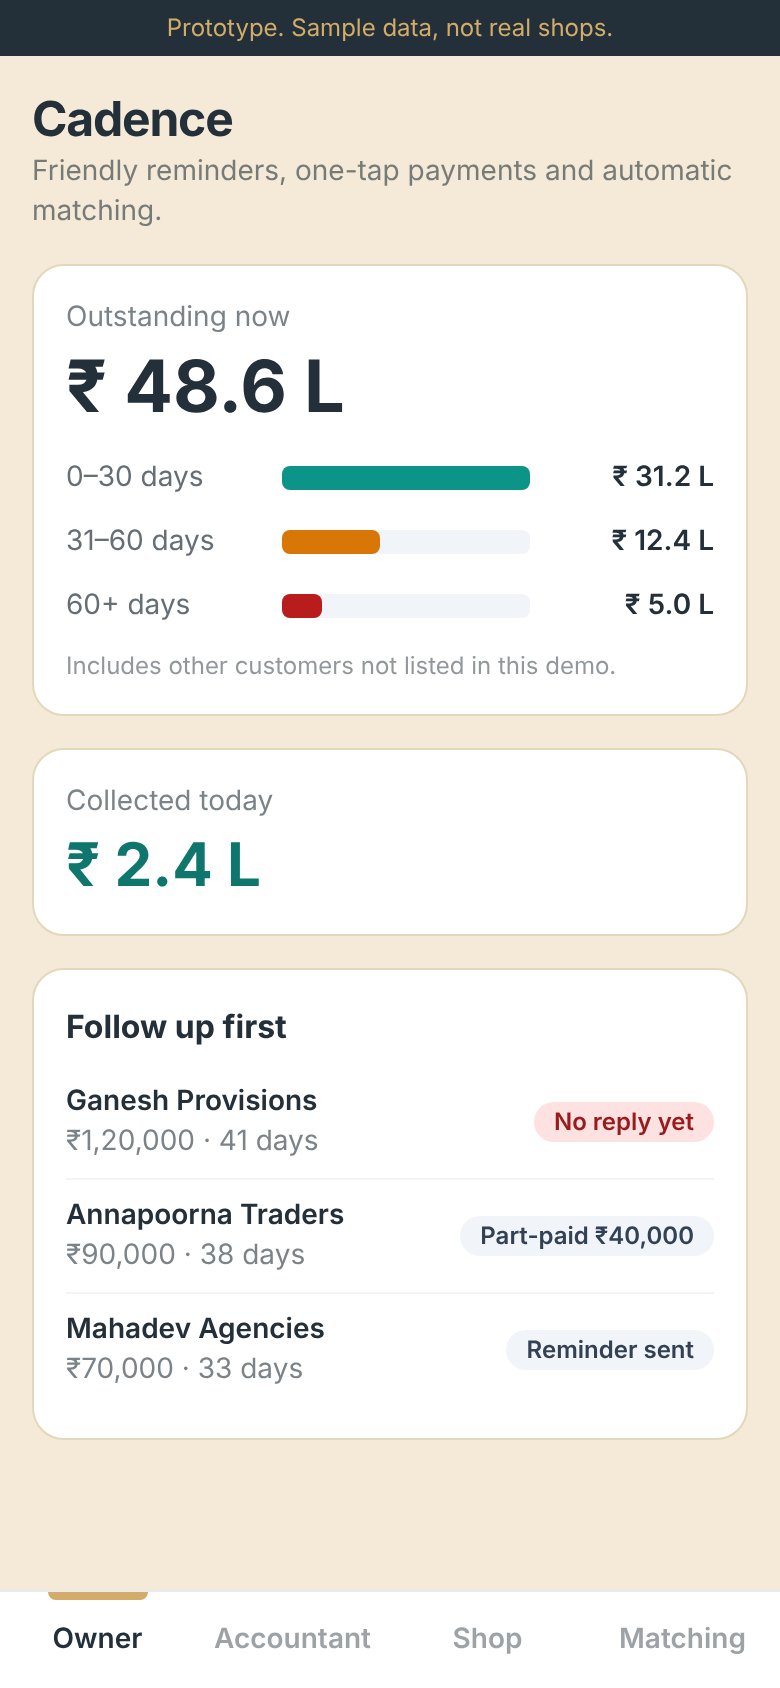 Prototype. Sample data, not real shops.
Cadence
Friendly reminders, one-tap payments and automatic
matching.
Outstanding now
₹ 48.6 L
0–30 days ₹ 31.2 L
31–60 days ₹ 12.4 L
60+ days ₹ 5.0 L
Includes other customers not listed in this demo.
Collected today
₹ 2.4 L
Follow up first
Ganesh Provisions
₹1,20,000 · 41 days
No reply yet
Annapoorna Traders
₹90,000 · 38 days
Part-paid ₹40,000
Mahadev Agencies
₹70,000 · 33 days
Reminder sent
Owner Accountant Shop Matching